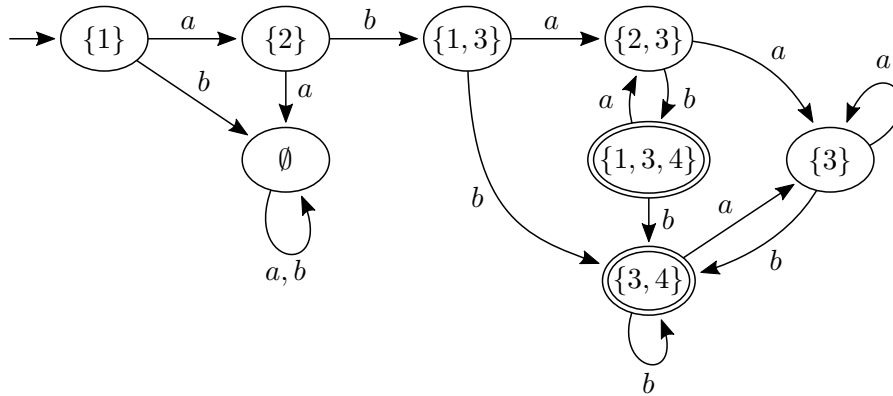 {1} a {2} b {1, 3} a {2, 3} a a
b a a b
∅ {1, 3, 4} {3}
b b a
a, b {3, 4} b
b